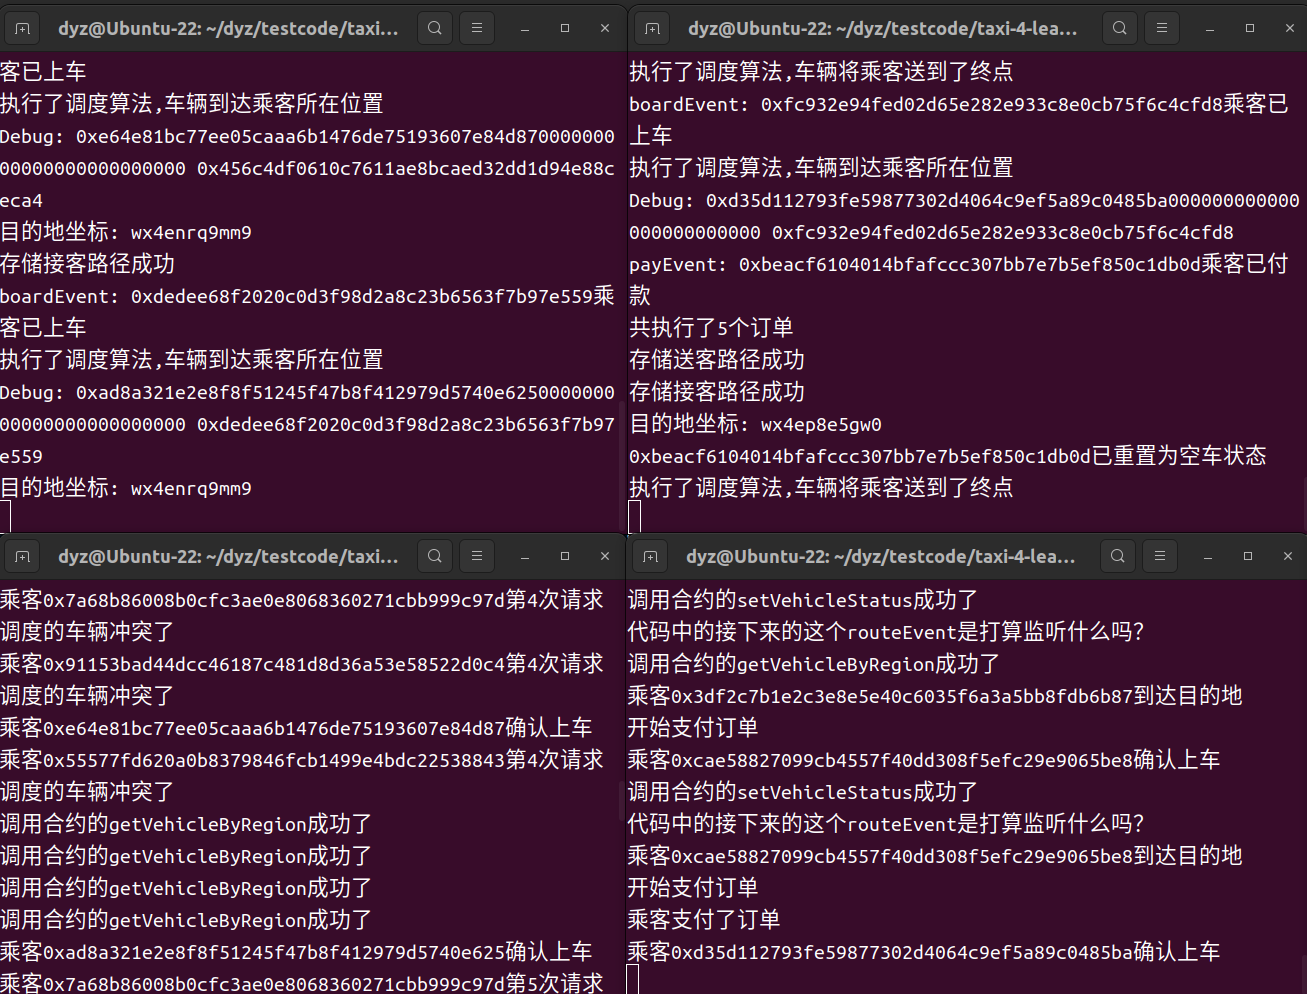 dyz@Ubuntu-22: ~/dyz/testcode/taxi...
客已上车
执行了调度算法,车辆到达乘客所在位置
Debug: 0xe64e81bc77ee05caaa6b1476de75193607e84d870000000
00000000000000000 0x456c4df0610c7611ae8bcaed32dd1d94e88c
eca4
目的地坐标: wx4enrq9mm9
存储接客路径成功
boardEvent: 0xdedee68f2020c0d3f98d2a8c23b6563f7b97e559乘
客已上车
执行了调度算法,车辆到达乘客所在位置
Debug: 0xad8a321e2e8f8f51245f47b8f412979d5740e6250000000
00000000000000000 0xdedee68f2020c0d3f98d2a8c23b6563f7b97
e559
目的地坐标: wx4enrq9mm9
dyz@Ubuntu-22: ~/dyz/testcode/taxi-4-lea...
执行了调度算法,车辆将乘客送到了终点
boardEvent: 0xfc932e94fed02d65e282e933c8e0cb75f6c4cfd8乘客已
上车
执行了调度算法,车辆到达乘客所在位置
Debug: 0xd35d112793fe59877302d4064c9ef5a89c0485ba000000000000
000000000000 0xfc932e94fed02d65e282e933c8e0cb75f6c4cfd8
payEvent: 0xbeacf6104014bfafccc307bb7e7b5ef850c1db0d乘客已付
款
共执行了5个订单
存储送客路径成功
存储接客路径成功
目的地坐标: wx4ep8e5gw0
0xbeacf6104014bfafccc307bb7e7b5ef850c1db0d已重置为空车状态
执行了调度算法,车辆将乘客送到了终点
dyz@Ubuntu-22: ~/dyz/testcode/taxi...
乘客0x7a68b86008b0cfc3ae0e8068360271cbb999c97d第4次请求
调度的车辆冲突了
乘客0x91153bad44dcc46187c481d8d36a53e58522d0c4第4次请求
调度的车辆冲突了
乘客0xe64e81bc77ee05caaa6b1476de75193607e84d87确认上车
乘客0x55577fd620a0b8379846fcb1499e4bdc22538843第4次请求
调度的车辆冲突了
调用合约的getVehicleByRegion成功了
调用合约的getVehicleByRegion成功了
调用合约的getVehicleByRegion成功了
调用合约的getVehicleByRegion成功了
乘客0xad8a321e2e8f8f51245f47b8f412979d5740e625确认上车
乘客0x7a68b86008b0cfc3ae0e8068360271cbb999c97d第5次请求
dyz@Ubuntu-22: ~/dyz/testcode/taxi-4-lea...
调用合约的setVehicleStatus成功了
代码中的接下来的这个routeEvent是打算监听什么吗?
调用合约的getVehicleByRegion成功了
乘客0x3df2c7b1e2c3e8e5e40c6035f6a3a5bb8fdb6b87到达目的地
开始支付订单
乘客0xcae58827099cb4557f40dd308f5efc29e9065be8确认上车
调用合约的setVehicleStatus成功了
代码中的接下来的这个routeEvent是打算监听什么吗?
乘客0xcae58827099cb4557f40dd308f5efc29e9065be8到达目的地
开始支付订单
乘客支付了订单
乘客0xd35d112793fe59877302d4064c9ef5a89c0485ba确认上车